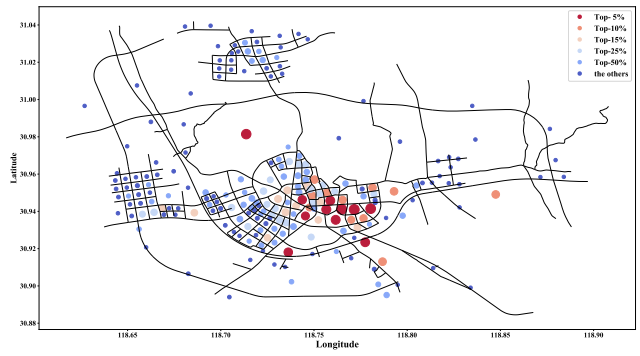 31.04
31.02
31.00
30.98
30.96
30.94
30.92
30.90
30.88
Latitude
Top- 5%
Top-10%
Top-15%
Top-25%
Top-50%
the others
118.65
118.70
118.75
118.80
118.85
118.90
Longitude